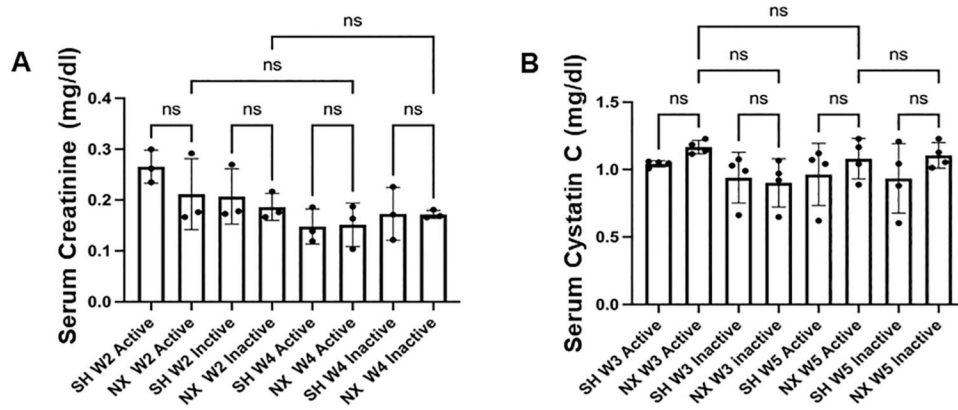 A
ns
ns
ns
ns
ns
ns
Serum Creatinine (mg/dl)
0.4
0.3
0.2
0.1
0.0
SH W2 Active
NX W2 Active
SH W2 Inctive
NX W2 Inactive
SH W4 Active
NX W4 Active
SH W4 Inactive
NX W4 Inactive
B
ns
ns
ns
ns
ns
ns
ns
Serum Cystatin C (mg/dl)
1.5
1.0
0.5
0.0
SH W3 Active
NX W3 Active
SH W3 Inactive
NX W3 inactive
SH W5 Active
NX W5 Active
SH W5 Inactive
NX W5 Inactive